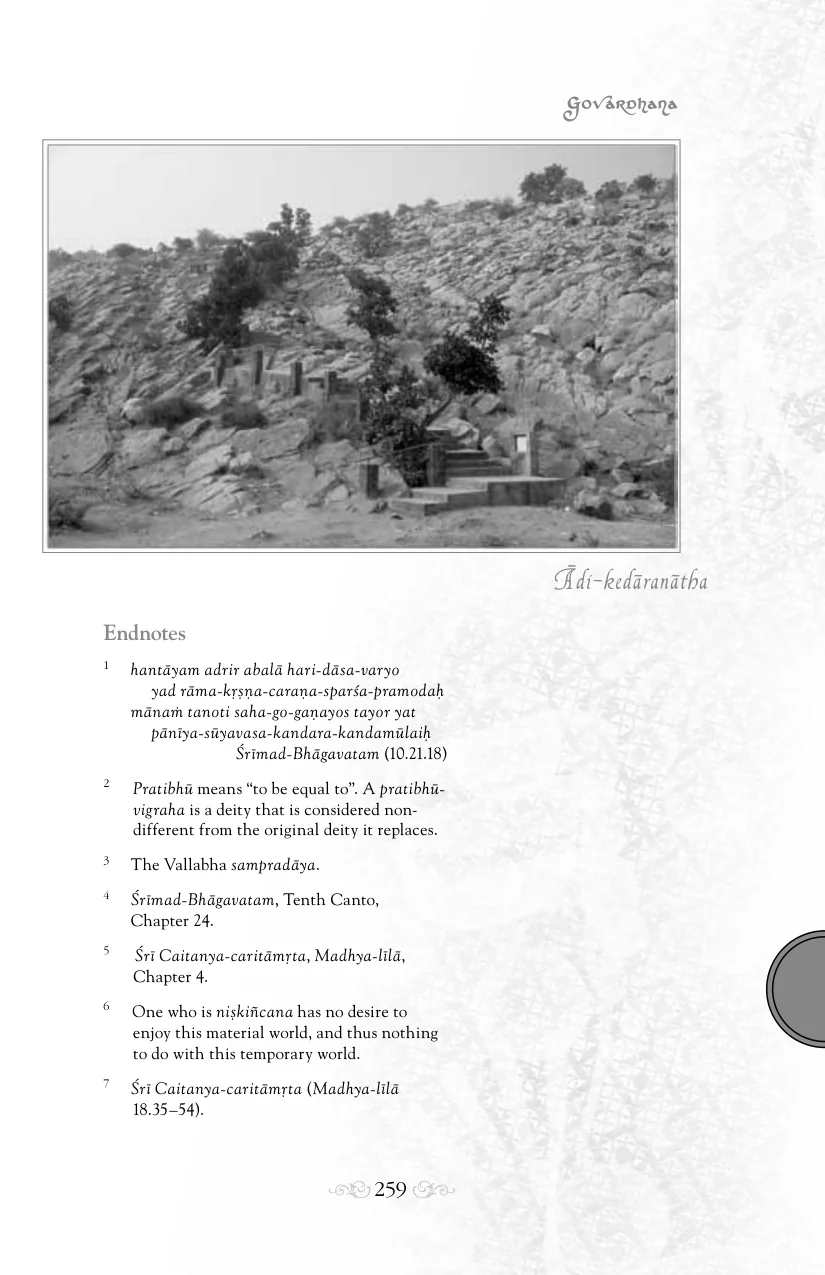 Govardhana
Ādi-kedāranātha
Endnotes
1 hantāyam adrir abalā hari-dāsa-varyo
yad rāma-kṛṣṇa-caraṇa-sparśa-pramodaḥ
mānaṁ tanoti saha-go-gaṇayos tayor yat
pānīya-sūyavasa-kandara-kandamūlaiḥ
Śrīmad-Bhāgavatam (10.21.18)
2 Pratibhū means “to be equal to”. A pratibhū-
vigraha is a deity that is considered non-
different from the original deity it replaces.
3 The Vallabha sampradāya.
4 Śrīmad-Bhāgavatam, Tenth Canto,
Chapter 24.
5 Śrī Caitanya-caritāmṛta, Madhya-līlā,
Chapter 4.
6 One who is niṣkiñcana has no desire to
enjoy this material world, and thus nothing
to do with this temporary world.
7 Śrī Caitanya-caritāmṛta (Madhya-līlā
18.35–54).
259